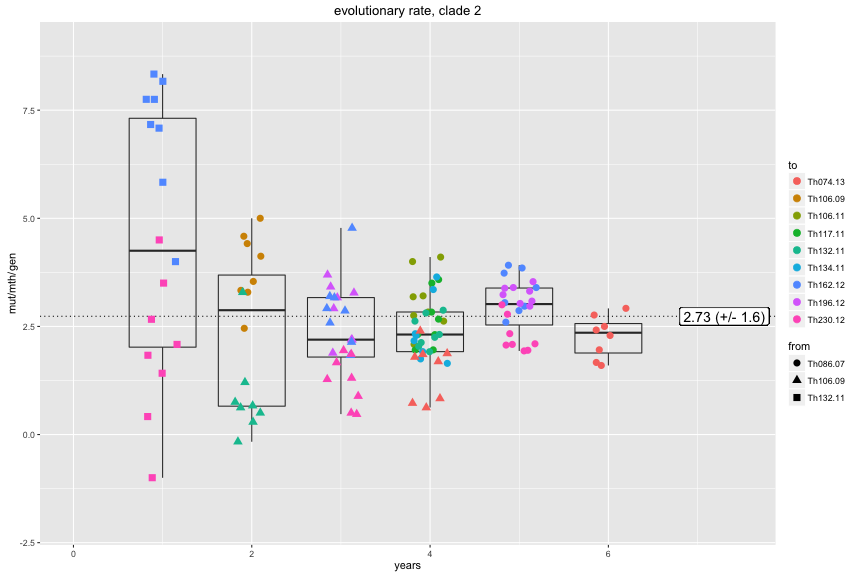 evolutionary rate, clade 2
mut/mth/gen
7.5
5.0
2.5
0.0
-2.5
0
2
4
6
years
2.73 (+/- 1.6)
to
Th074.13
Th106.09
Th106.11
Th117.11
Th132.11
Th134.11
Th162.12
Th196.12
Th230.12
from
Th086.07
Th106.09
Th132.11